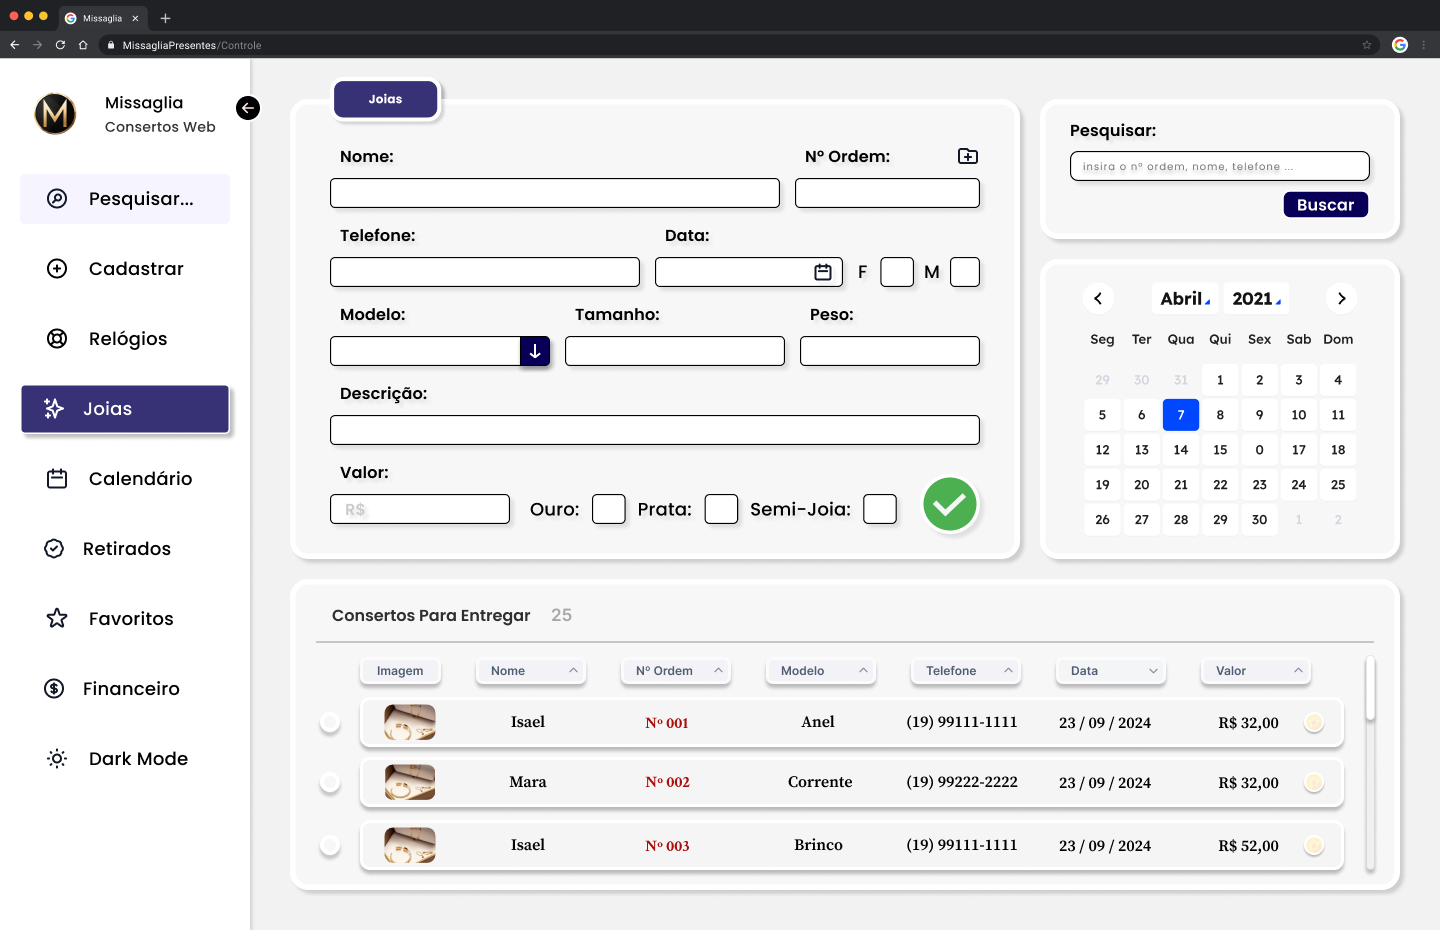 Missaglia
MissagliaPresentes/Controle
M
Missaglia
Consertos Web
Pesquisar...
Cadastrar
Relógios
Joias
Calendário
Retirados
Favoritos
Financeiro
Dark Mode
Joias
Nome:
Nº Ordem:
Telefone:
Data:
F
M
Modelo:
Tamanho:
Peso:
Descrição:
Valor:
R$
Ouro:
Prata:
Semi-Joia:
Pesquisar:
insira o nº ordem, nome, telefone ...
Buscar
Abril 2021
Seg Ter Qua Qui Sex Sab Dom
29 30 31 1 2 3 4
5 6 7 8 9 10 11
12 13 14 15 0 17 18
19 20 21 22 23 24 25
26 27 28 29 30 1 2
Consertos Para Entregar 25
Imagem Nome Nº Ordem Modelo Telefone Data Valor
Isael Nº 001 Anel (19) 99111-1111 23 / 09 / 2024 R$ 32,00
Mara Nº 002 Corrente (19) 99222-2222 23 / 09 / 2024 R$ 32,00
Isael Nº 003 Brinco (19) 99111-1111 23 / 09 / 2024 R$ 52,00